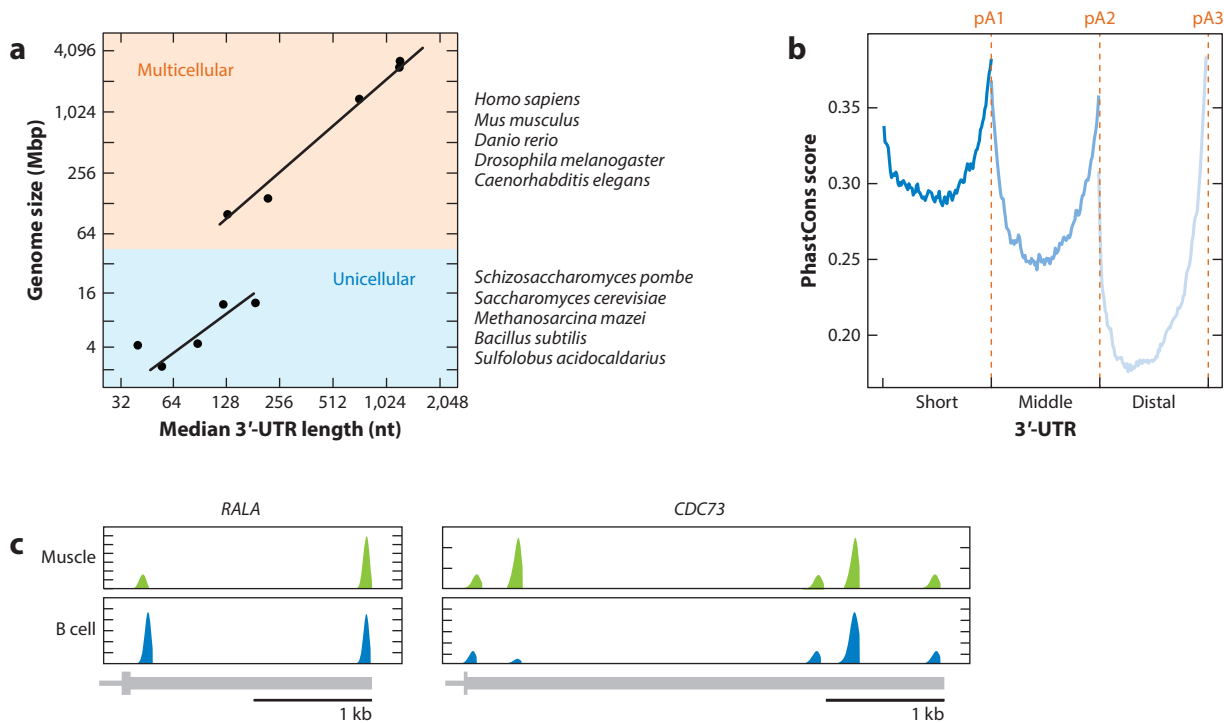 a
Multicellular
Unicellular
Genome size (Mbp)
4,096
1,024
256
64
16
4
32 64 128 256 512 1,024 2,048
Median 3′-UTR length (nt)
Homo sapiens
Mus musculus
Danio rerio
Drosophila melanogaster
Caenorhabditis elegans
Schizosaccharomyces pombe
Saccharomyces cerevisiae
Methanosarcina mazei
Bacillus subtilis
Sulfolobus acidocaldarius
b
pA1 pA2 pA3
PhastCons score
0.35
0.30
0.25
0.20
Short Middle Distal
3′-UTR
c
RALA CDC73
Muscle
B cell
1 kb 1 kb